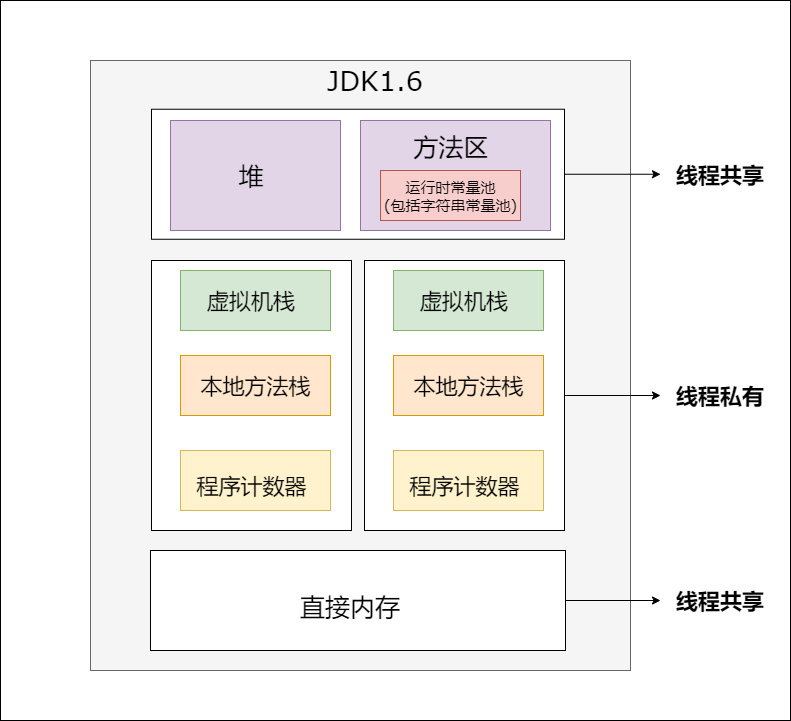 JDK1.6
堆
方法区
运行时常量池
(包括字符串常量池)
线程共享
虚拟机栈
虚拟机栈
本地方法栈
本地方法栈
线程私有
程序计数器
程序计数器
直接内存
线程共享